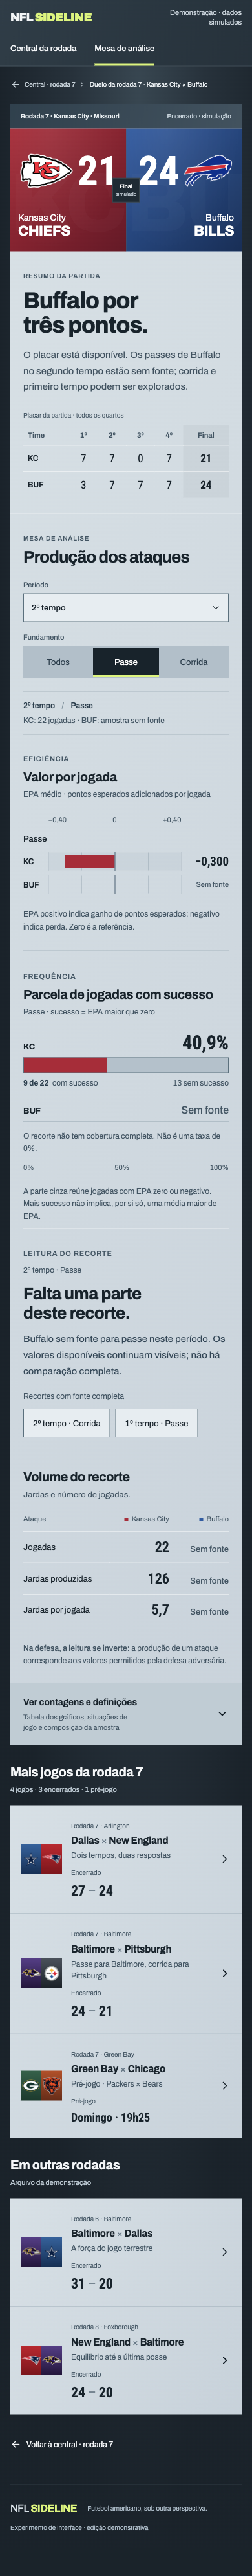 NFL SIDELINE
Demonstração · dados
simulados
Central da rodada
Mesa de análise
Central · rodada 7
Duelo da rodada 7 · Kansas City × Buffalo
Rodada 7 · Kansas City · Missouri
Encerrado · simulação
21
24
Final
simulado
Kansas City
CHIEFS
Buffalo
BILLS
RESUMO DA PARTIDA
Buffalo por
três pontos.
O placar está disponível. Os passes de Buffalo
no segundo tempo estão sem fonte; corrida e
primeiro tempo podem ser explorados.
Placar da partida · todos os quartos
Time 1º 2º 3º 4º Final
KC 7 7 0 7 21
BUF 3 7 7 7 24
MESA DE ANÁLISE
Produção dos ataques
Período
2º tempo
Fundamento
Todos
Passe
Corrida
2º tempo / Passe
KC: 22 jogadas · BUF: amostra sem fonte
EFICIÊNCIA
Valor por jogada
EPA médio · pontos esperados adicionados por jogada
−0,40 0 +0,40
Passe
KC −0,300
BUF Sem fonte
EPA positivo indica ganho de pontos esperados; negativo
indica perda. Zero é a referência.
FREQUÊNCIA
Parcela de jogadas com sucesso
Passe · sucesso = EPA maior que zero
KC 40,9%
9 de 22 com sucesso 13 sem sucesso
BUF Sem fonte
O recorte não tem cobertura completa. Não é uma taxa de
0%.
0% 50% 100%
A parte cinza reúne jogadas com EPA zero ou negativo.
Mais sucesso não implica, por si só, uma média maior de
EPA.
LEITURA DO RECORTE
2º tempo · Passe
Falta uma parte
deste recorte.
Buffalo sem fonte para passe neste período. Os
valores disponíveis continuam visíveis; não há
comparação completa.
Recortes com fonte completa
2º tempo · Corrida
1º tempo · Passe
Volume do recorte
Jardas e número de jogadas.
Ataque Kansas City Buffalo
Jogadas 22 Sem fonte
Jardas produzidas 126 Sem fonte
Jardas por jogada 5,7 Sem fonte
Na defesa, a leitura se inverte: a produção de um ataque
corresponde aos valores permitidos pela defesa adversária.
Ver contagens e definições
Tabela dos gráficos, situações de
jogo e composição da amostra
Mais jogos da rodada 7
4 jogos · 3 encerrados · 1 pré-jogo
Rodada 7 · Arlington
Dallas × New England
Dois tempos, duas respostas
Encerrado
27 – 24
Rodada 7 · Baltimore
Baltimore × Pittsburgh
Passe para Baltimore, corrida para
Pittsburgh
Encerrado
24 – 21
Rodada 7 · Green Bay
Green Bay × Chicago
Pré-jogo · Packers × Bears
Pré-jogo
Domingo · 19h25
Em outras rodadas
Arquivo da demonstração
Rodada 6 · Baltimore
Baltimore × Dallas
A força do jogo terrestre
Encerrado
31 – 20
Rodada 8 · Foxborough
New England × Baltimore
Equilíbrio até a última posse
Encerrado
24 – 20
Voltar à central · rodada 7
NFL SIDELINE
Futebol americano, sob outra perspectiva.
Experimento de interface · edição demonstrativa